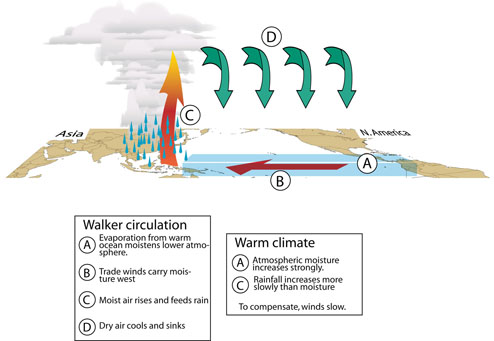 D
C
Asia
N.America
A
B
Walker circulation
A Evaporation from warm
ocean moistens lower atmo-
sphere.
B Trade winds carry mois-
ture west
C Moist air rises and feeds rain
D Dry air cools and sinks
Warm climate
A Atmospheric moisture
increases strongly.
C Rainfall increases more
slowly than moisture
To compensate, winds slow.